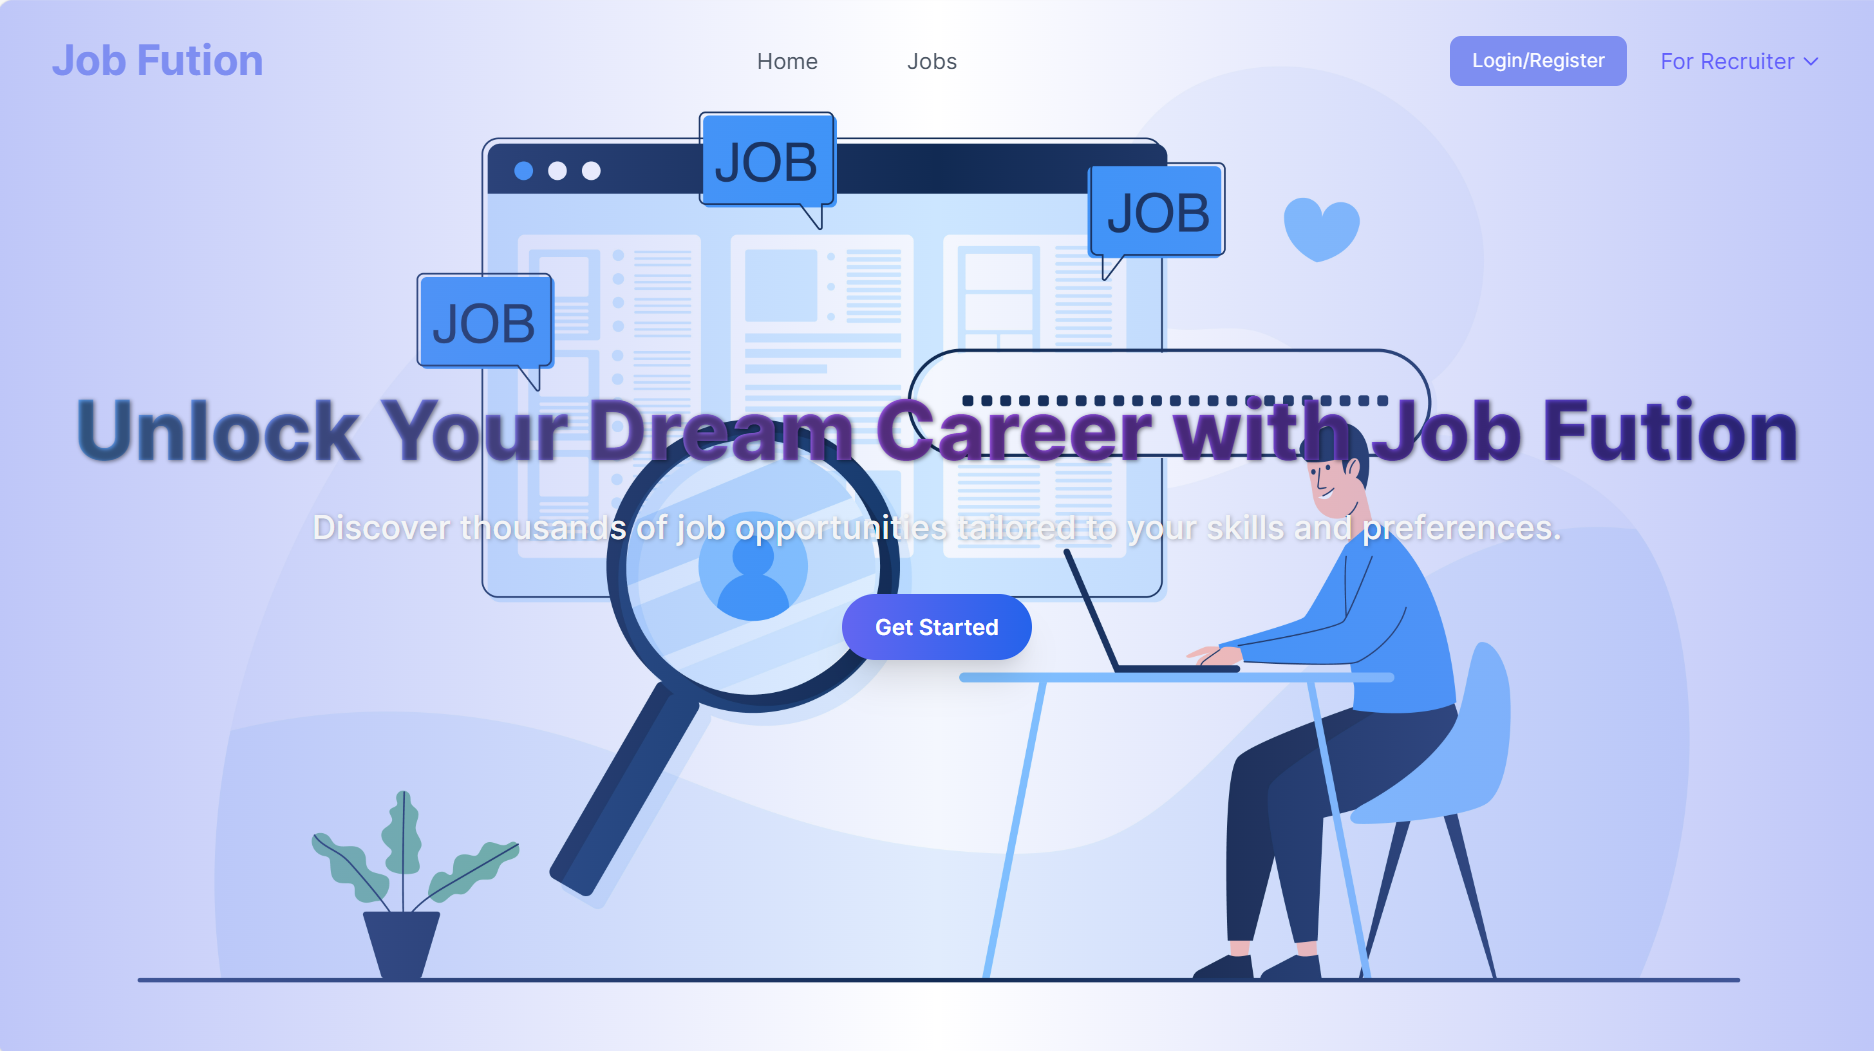 Job Fution
Home
Jobs
Login/Register
For Recruiter
JOB
JOB
JOB
Unlock Your Dream Career with Job Fution
Discover thousands of job opportunities tailored to your skills and preferences.
Get Started